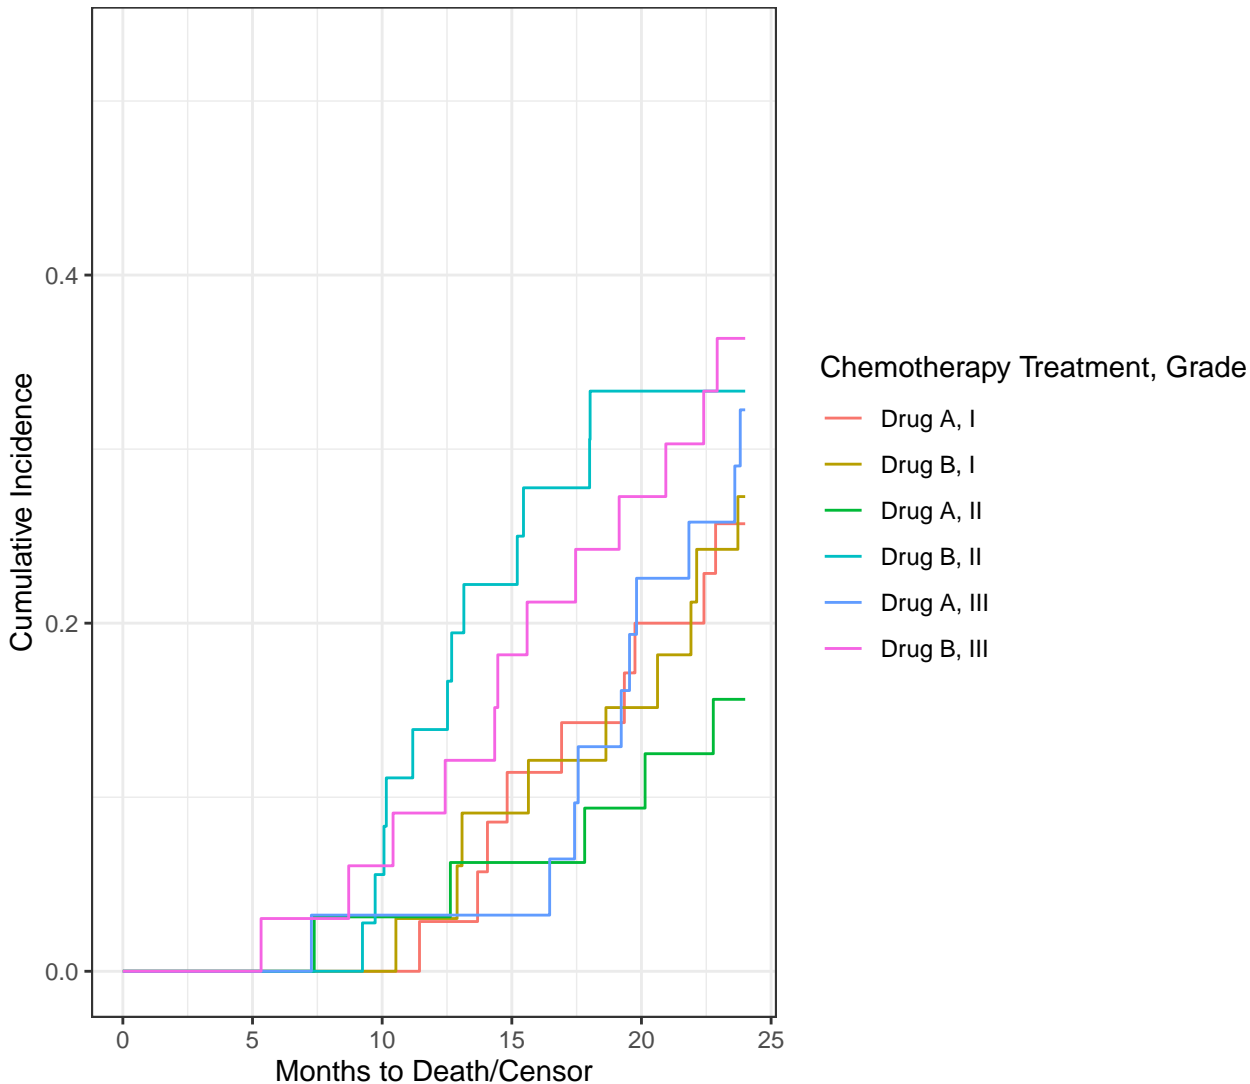 Cumulative Incidence
0.4
0.2
0.0
0 5 10 15 20 25
Months to Death/Censor
Chemotherapy Treatment, Grade
Drug A, I
Drug B, I
Drug A, II
Drug B, II
Drug A, III
Drug B, III